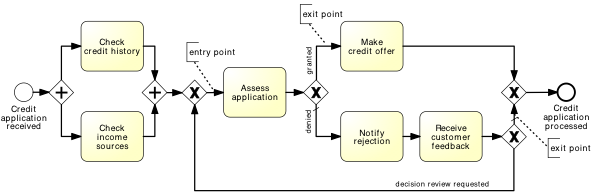 exit point
Check
credit history
Make
credit offer
entry point
granted
Assess
application
Credit
application
received
Credit
application
processed
denied
Check
income
sources
Notify
rejection
Receive
customer
feedback
exit point
decision review requested